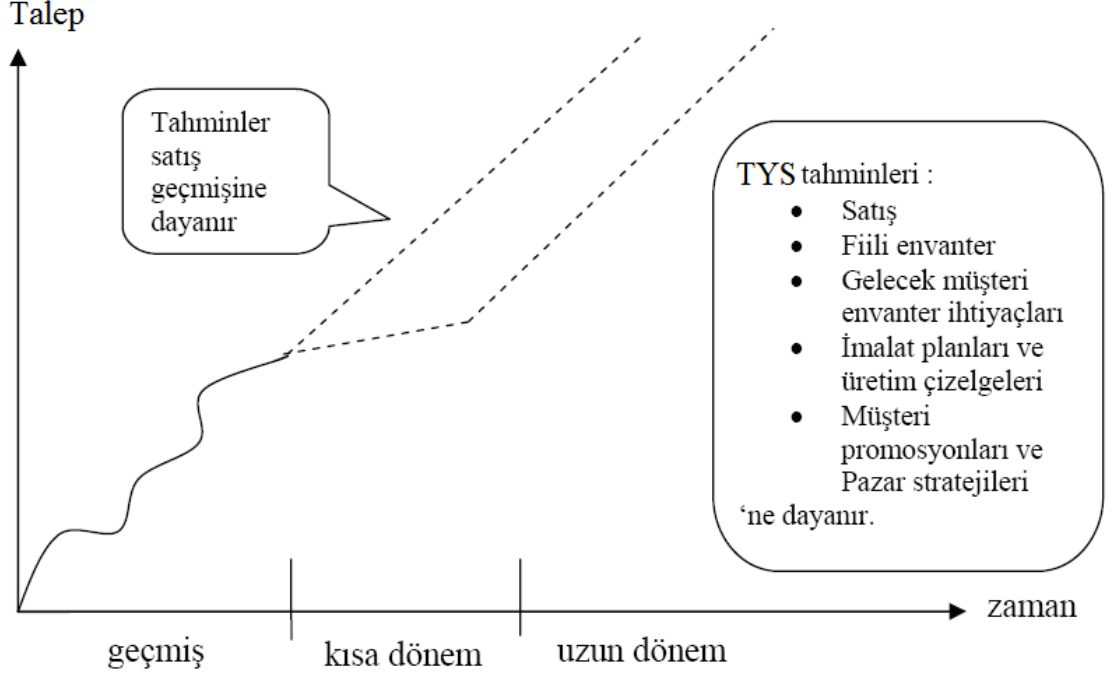 Talep
Tahminler
satış
geçmişine
dayanır
TYS tahminleri :
• Satış
• Fiili envanter
• Gelecek müşteri
envanter ihtiyaçları
• İmalat planları ve
üretim çizelgeleri
• Müşteri
promosyonları ve
Pazar stratejileri
‘ne dayanır.
zaman
geçmiş
kısa dönem
uzun dönem